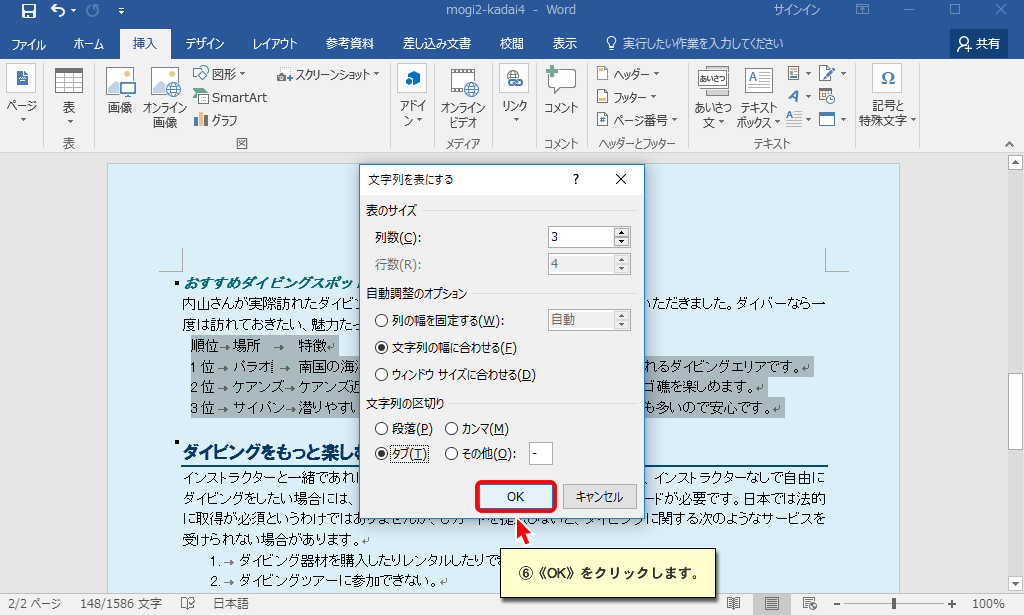 mogi2-kadai4 - Word
サインイン
ファイル ホーム 挿入 デザイン レイアウト 参考資料 差し込み文書 校閲 表示 実行したい作業を入力してください 共有
ページ
表
表
画像
オンライン画像
図形
SmartArt
グラフ
スクリーンショット
図
アドイン
オンラインビデオ
メディア
リンク
コメント
コメント
ヘッダー
フッター
ページ番号
ヘッダーとフッター
あいさつ
あいさつ文
テキストボックス
テキスト
記号と特殊文字
文字列を表にする ?
表のサイズ
列数(C): 3
行数(R): 4
自動調整のオプション
列の幅を固定する(W): 自動
文字列の幅に合わせる(F)
ウィンドウ サイズに合わせる(D)
文字列の区切り
段落(P) カンマ(M)
タブ(T) その他(O): -
OK キャンセル
おすすめダイビングスポッ
内山さんが実際訪れたダイビン いただきました。ダイバーなら一
度は訪れておきたい、魅力たっ
順位→場所 → 特徴
1位→パラオ → 南国の海 れるダイビングエリアです。
2位→ケアンズ→ケアンズ近 ゴ礁を楽しめます。
3位→サイパン→潜りやすい も多いので安心です。
ダイビングをもっと楽しむ
インストラクターと一緒であれ 、インストラクターなしで自由に
ダイビングをしたい場合には、 ードが必要です。日本では法的
に取得が必須というわけではありませんが、 ダイビングに関する次のようなサービスを
受けられない場合があります。
1.→ダイビング器材を購入したりレンタルしたりで
2.→ダイビングツアーに参加できない。
⑥《OK》をクリックします。
2/2 ページ 148/1586 文字 日本語 100%